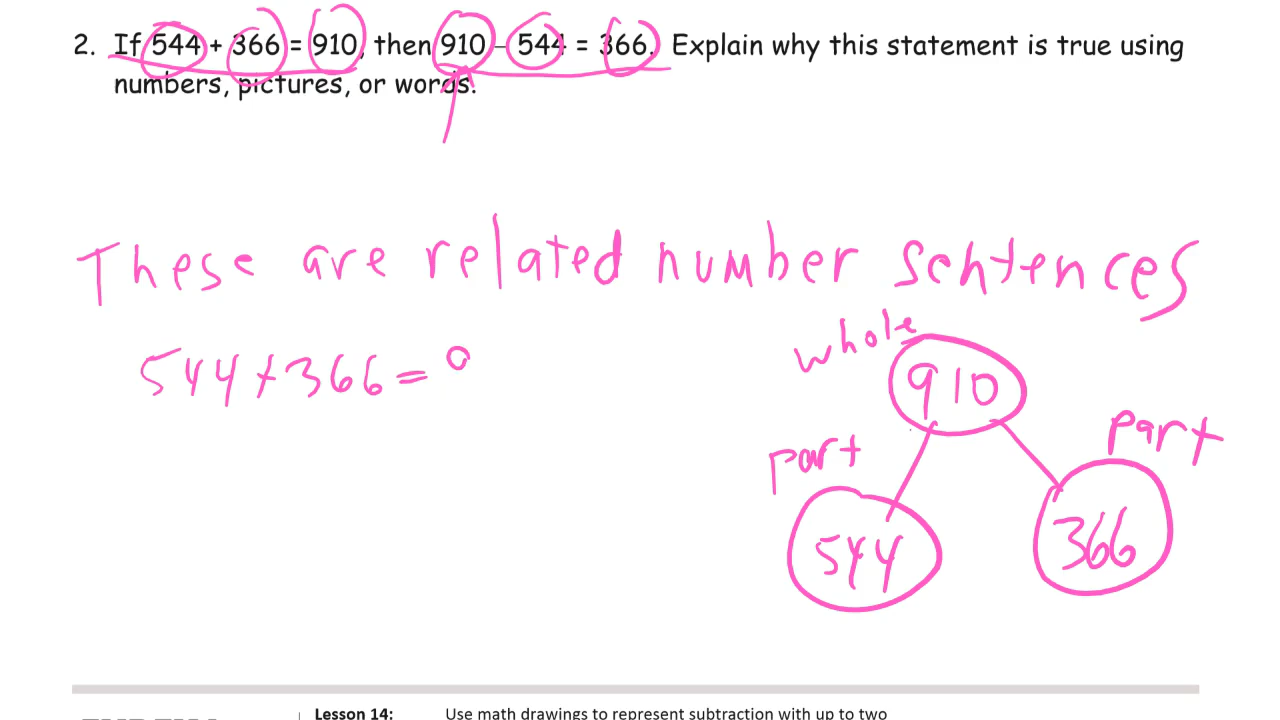 2. If 544 + 366 = 910, then 910 – 544 = 366. Explain why this statement is true using
numbers, pictures, or words.
These are related number sentences
whole
544 + 366 = 9
910
part
part
544
366
Lesson 14:
Use math drawings to represent subtraction with up to two